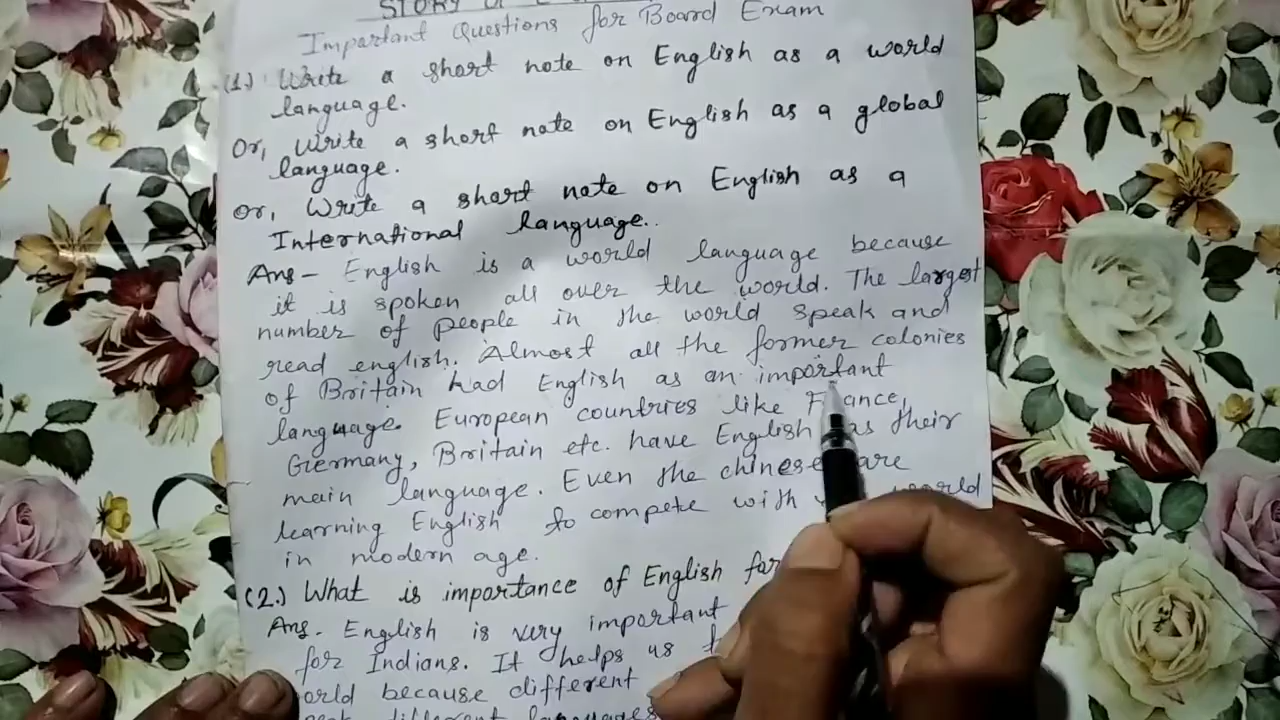 STORY OF
Important Questions for Board Exam
(1.) Write a short note on English as a world
language.
Or, Write a short note on English as a global
language.
Or, Write a short note on English as a
International language.
Ans - English is a world language because
it is spoken all over the world. The largest
number of people in the world speak and
read english. Almost all the former colonies
of Britain had English as an important
language. European countries like France,
Germany, Britain etc. have English as their
main language. Even the chinese are
learning English to compete with world
in modern age.
(2.) What is importance of English for
Ans. English is very important
for Indians. It helps us
because different
different languages